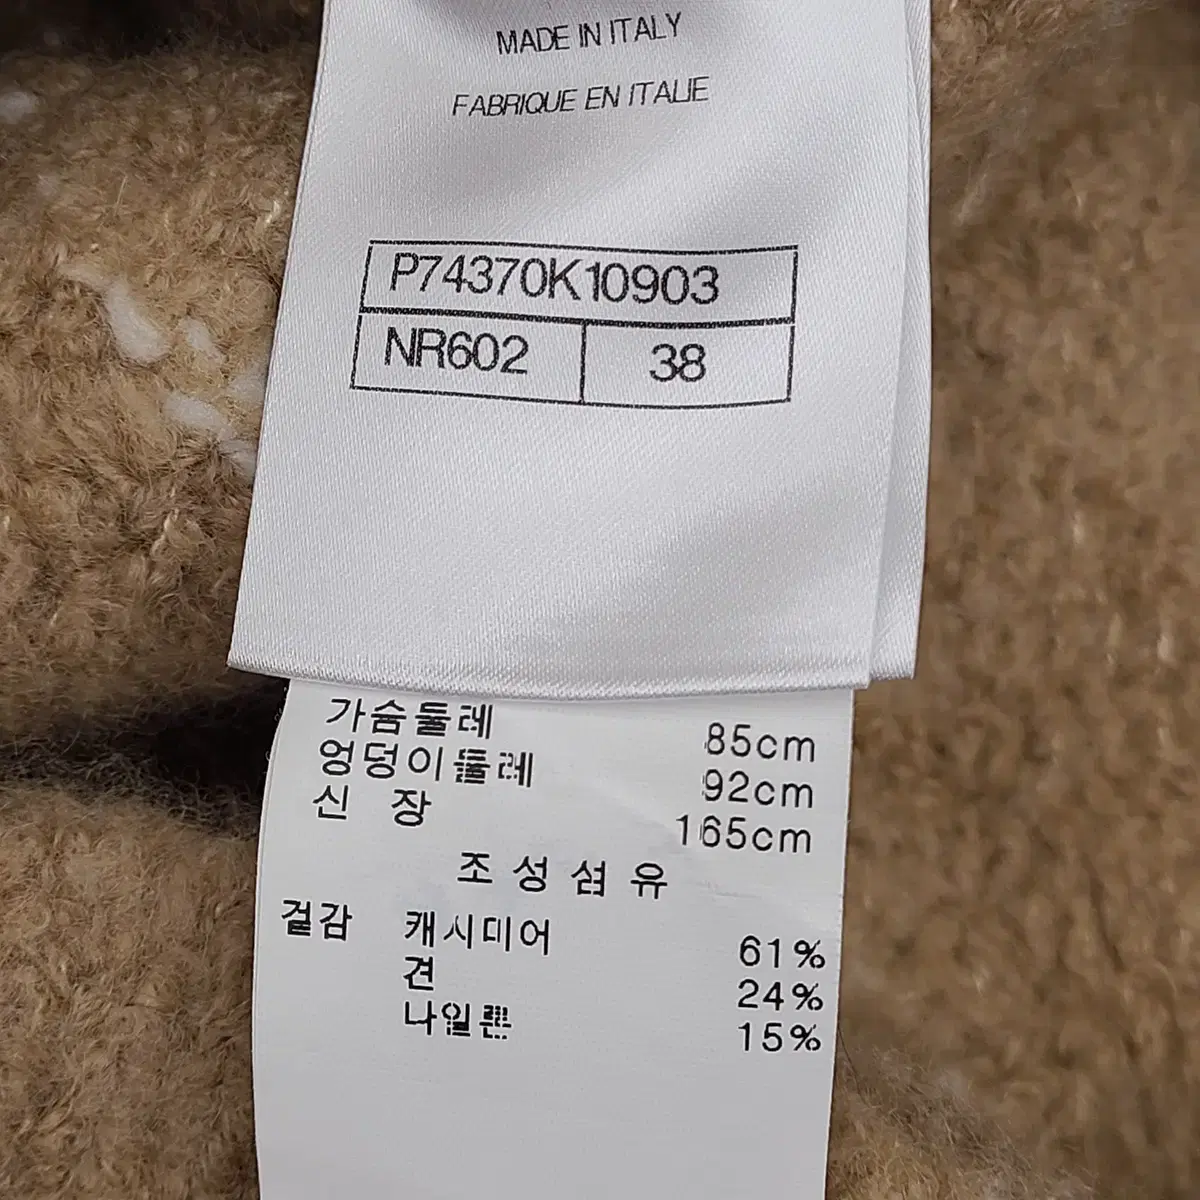 MADE IN ITALY
FABRIQUE EN ITALIE
P74370K10903
NR602 38
가슴둘레 85cm
엉덩이둘레 92cm
신 장 165cm
조 성 섬 유
겉감 캐시미어 61%
견 24%
나일론 15%